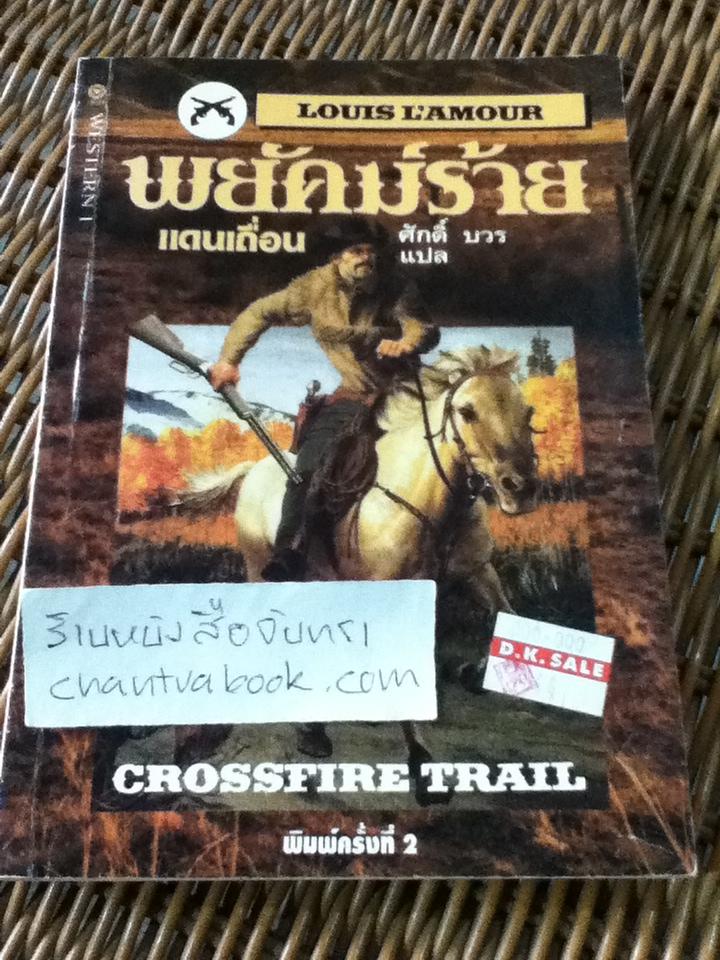 LOUIS L'AMOUR
WESTERN 1
พยัคฆ์ร้าย
แดนเถื่อน
ศักดิ์ บวร
แปล
ร้านหนังสือจันทรา
chantrabook.com
D.K. SALE
CROSSFIRE TRAIL
พิมพ์ครั้งที่ 2